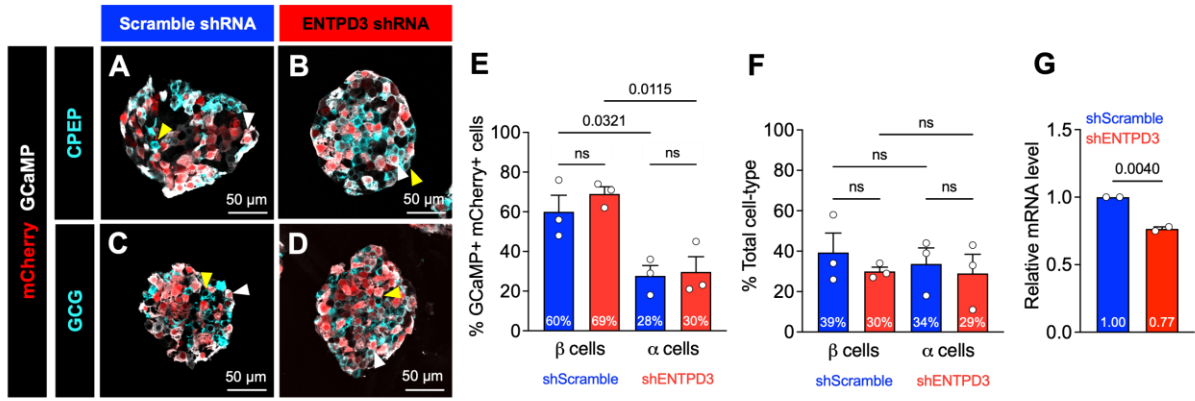 Scramble shRNA
ENTPD3 shRNA
mCherry GCaMP
CPEP
GCG
A
50 µm
B
50 µm
C
50 µm
D
50 µm
E
% GCaMP+ mCherry+ cells
100
80
60
40
20
0
0.0115
0.0321
ns
ns
60%
69%
28%
30%
β cells
α cells
shScramble
shENTPD3
F
% Total cell-type
100
80
60
40
20
0
ns
ns
ns
ns
39%
30%
34%
29%
β cells
α cells
shScramble
shENTPD3
G
shScramble
shENTPD3
Relative mRNA level
1.5
1.0
0.5
0.0
0.0040
1.00
0.77